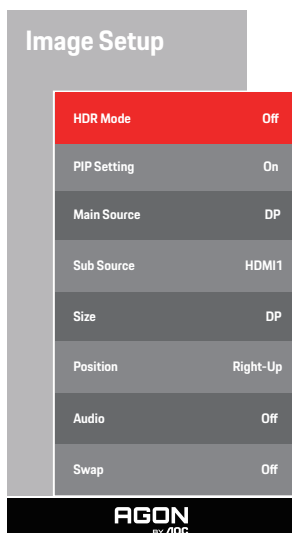 Image Setup
HDR Mode Off
PIP Setting On
Main Source DP
Sub Source HDMI1
Size DP
Position Right-Up
Audio Off
Swap Off
AGON
BY AOC